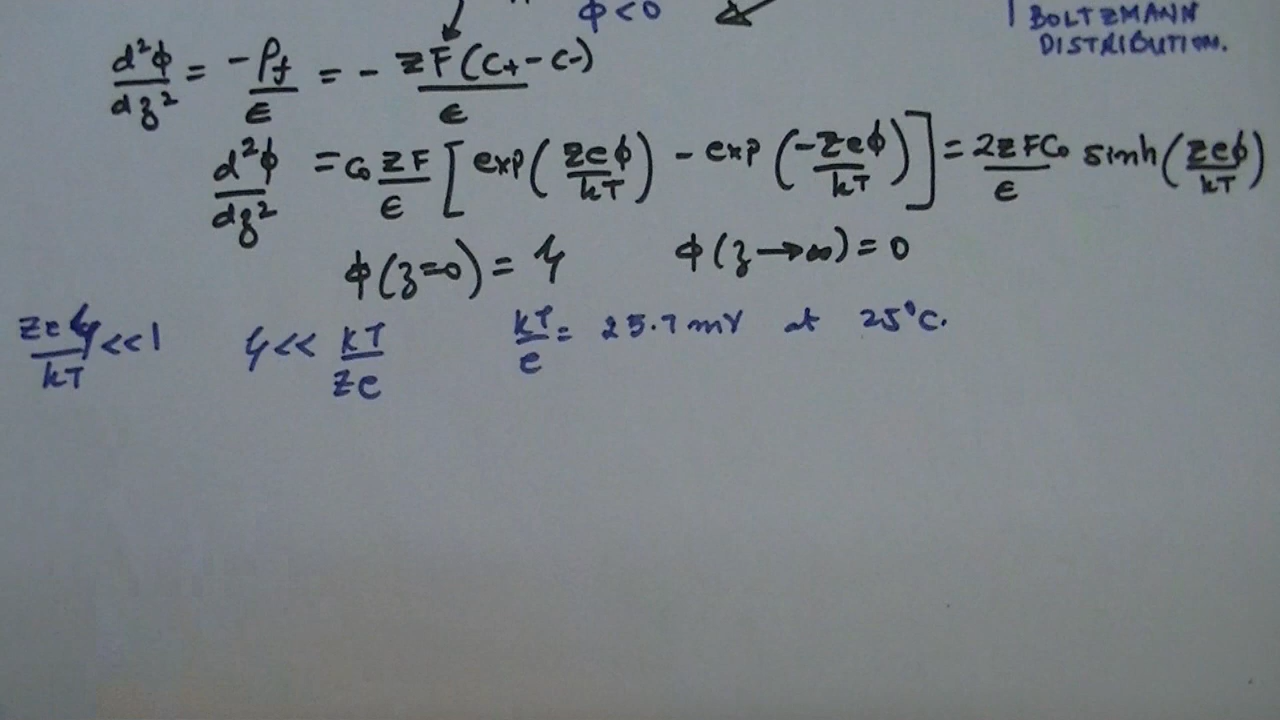 φ<0
BOLTZMANN
DISTRIBUTION.
d²φ/dz² = -ρf/ε = - zF(C+-C-)/ε
d²φ/dz² = C₀ zF/ε [exp(zeφ/kT) - exp(-zeφ/kT)] = 2zFC₀/ε sinh(zeφ/kT)
φ(z=0) = ζ φ(z→∞) = 0
zeζ/kT <<1 ζ << kT/ze kT/e = 25.7 mV at 25°C.